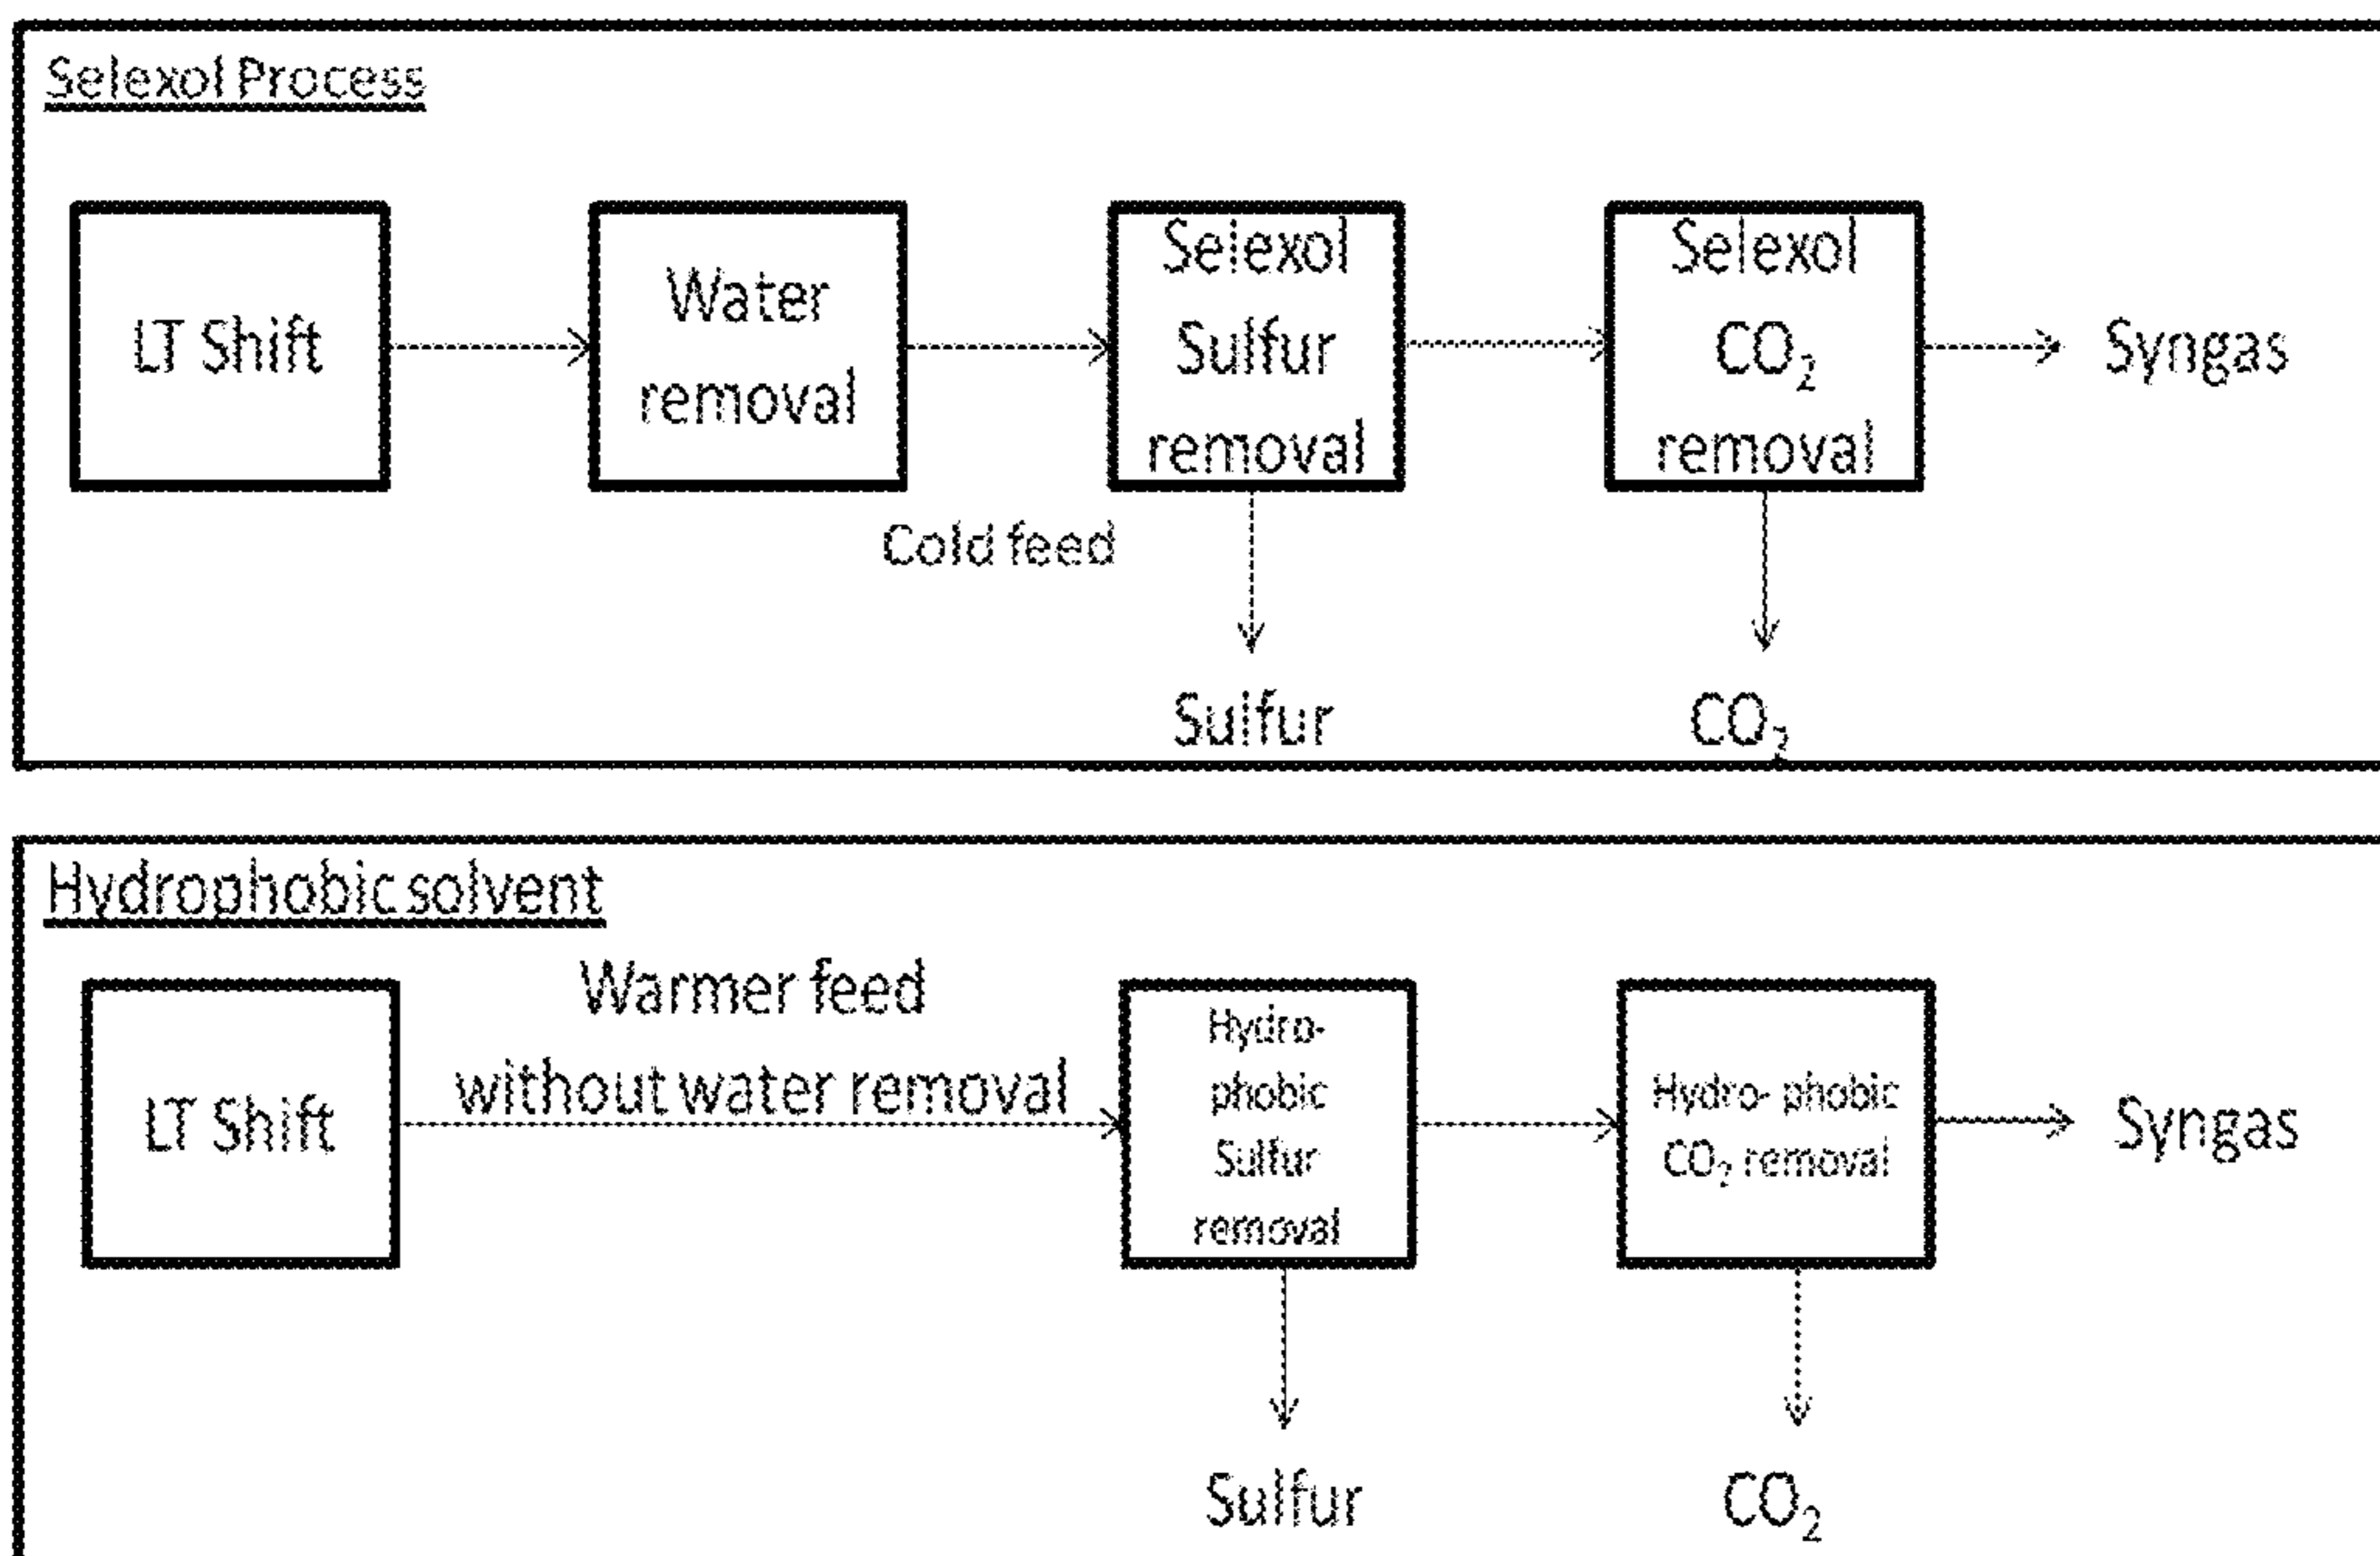 Selexol Process
LT Shift
Water
removal
Selexol
Sulfur
removal
Selexol
CO₂
removal
Syngas
Cold feed
Sulfur
CO₂
Hydrophobic solvent
Warmer feed
without water removal
LT Shift
Hydro-
phobic
Sulfur
removal
Hydro- phobic
CO₂ removal
Syngas
Sulfur
CO₂